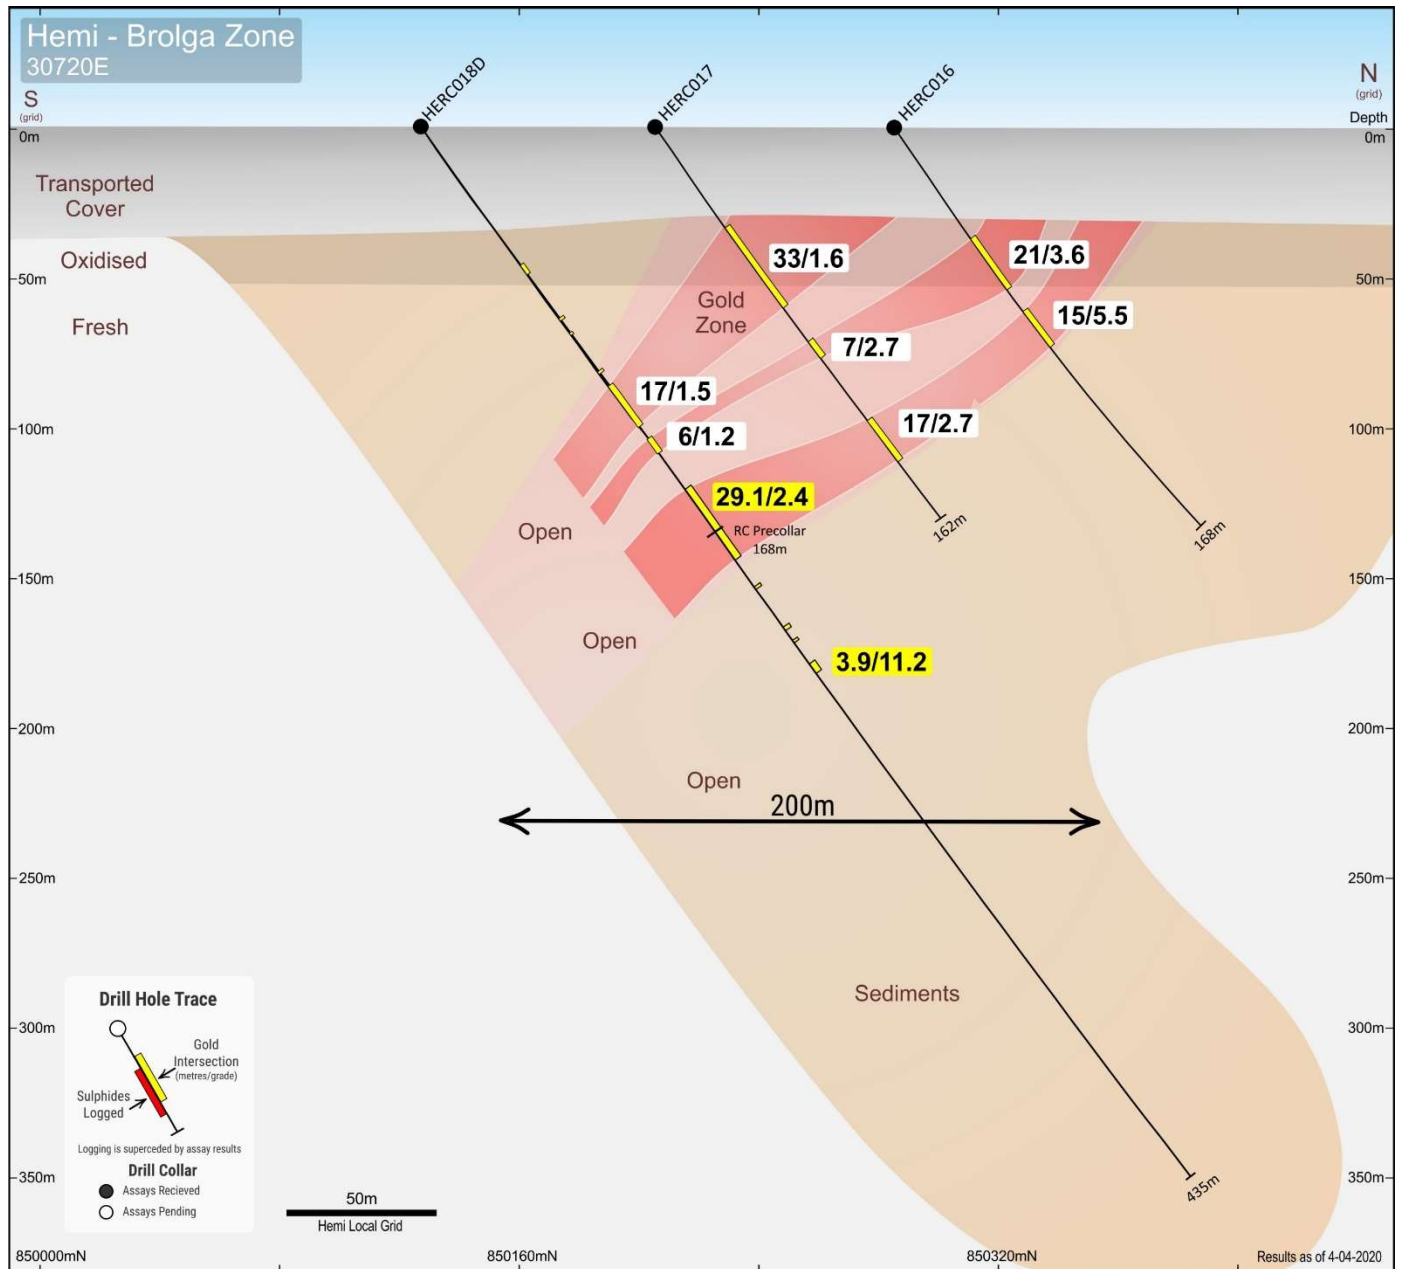 Hemi - Brolga Zone
30720E
S
(grid)
N
(grid)
Depth
HERC018D
HERC017
HERC016
0m
0m
Transported
Cover
Oxidised
50m
50m
Fresh
Gold
Zone
33/1.6
21/3.6
15/5.5
7/2.7
17/1.5
6/1.2
17/2.7
100m
100m
29.1/2.4
RC Precollar
168m
162m
168m
Open
150m
150m
Open
3.9/11.2
200m
200m
Open
200m
250m
250m
Sediments
300m
300m
350m
350m
435m
Drill Hole Trace
Gold
Intersection
(metres/grade)
Sulphides
Logged
Logging is superceded by assay results
Drill Collar
Assays Recieved
Assays Pending
50m
Hemi Local Grid
850000mN
850160mN
850320mN
Results as of 4-04-2020